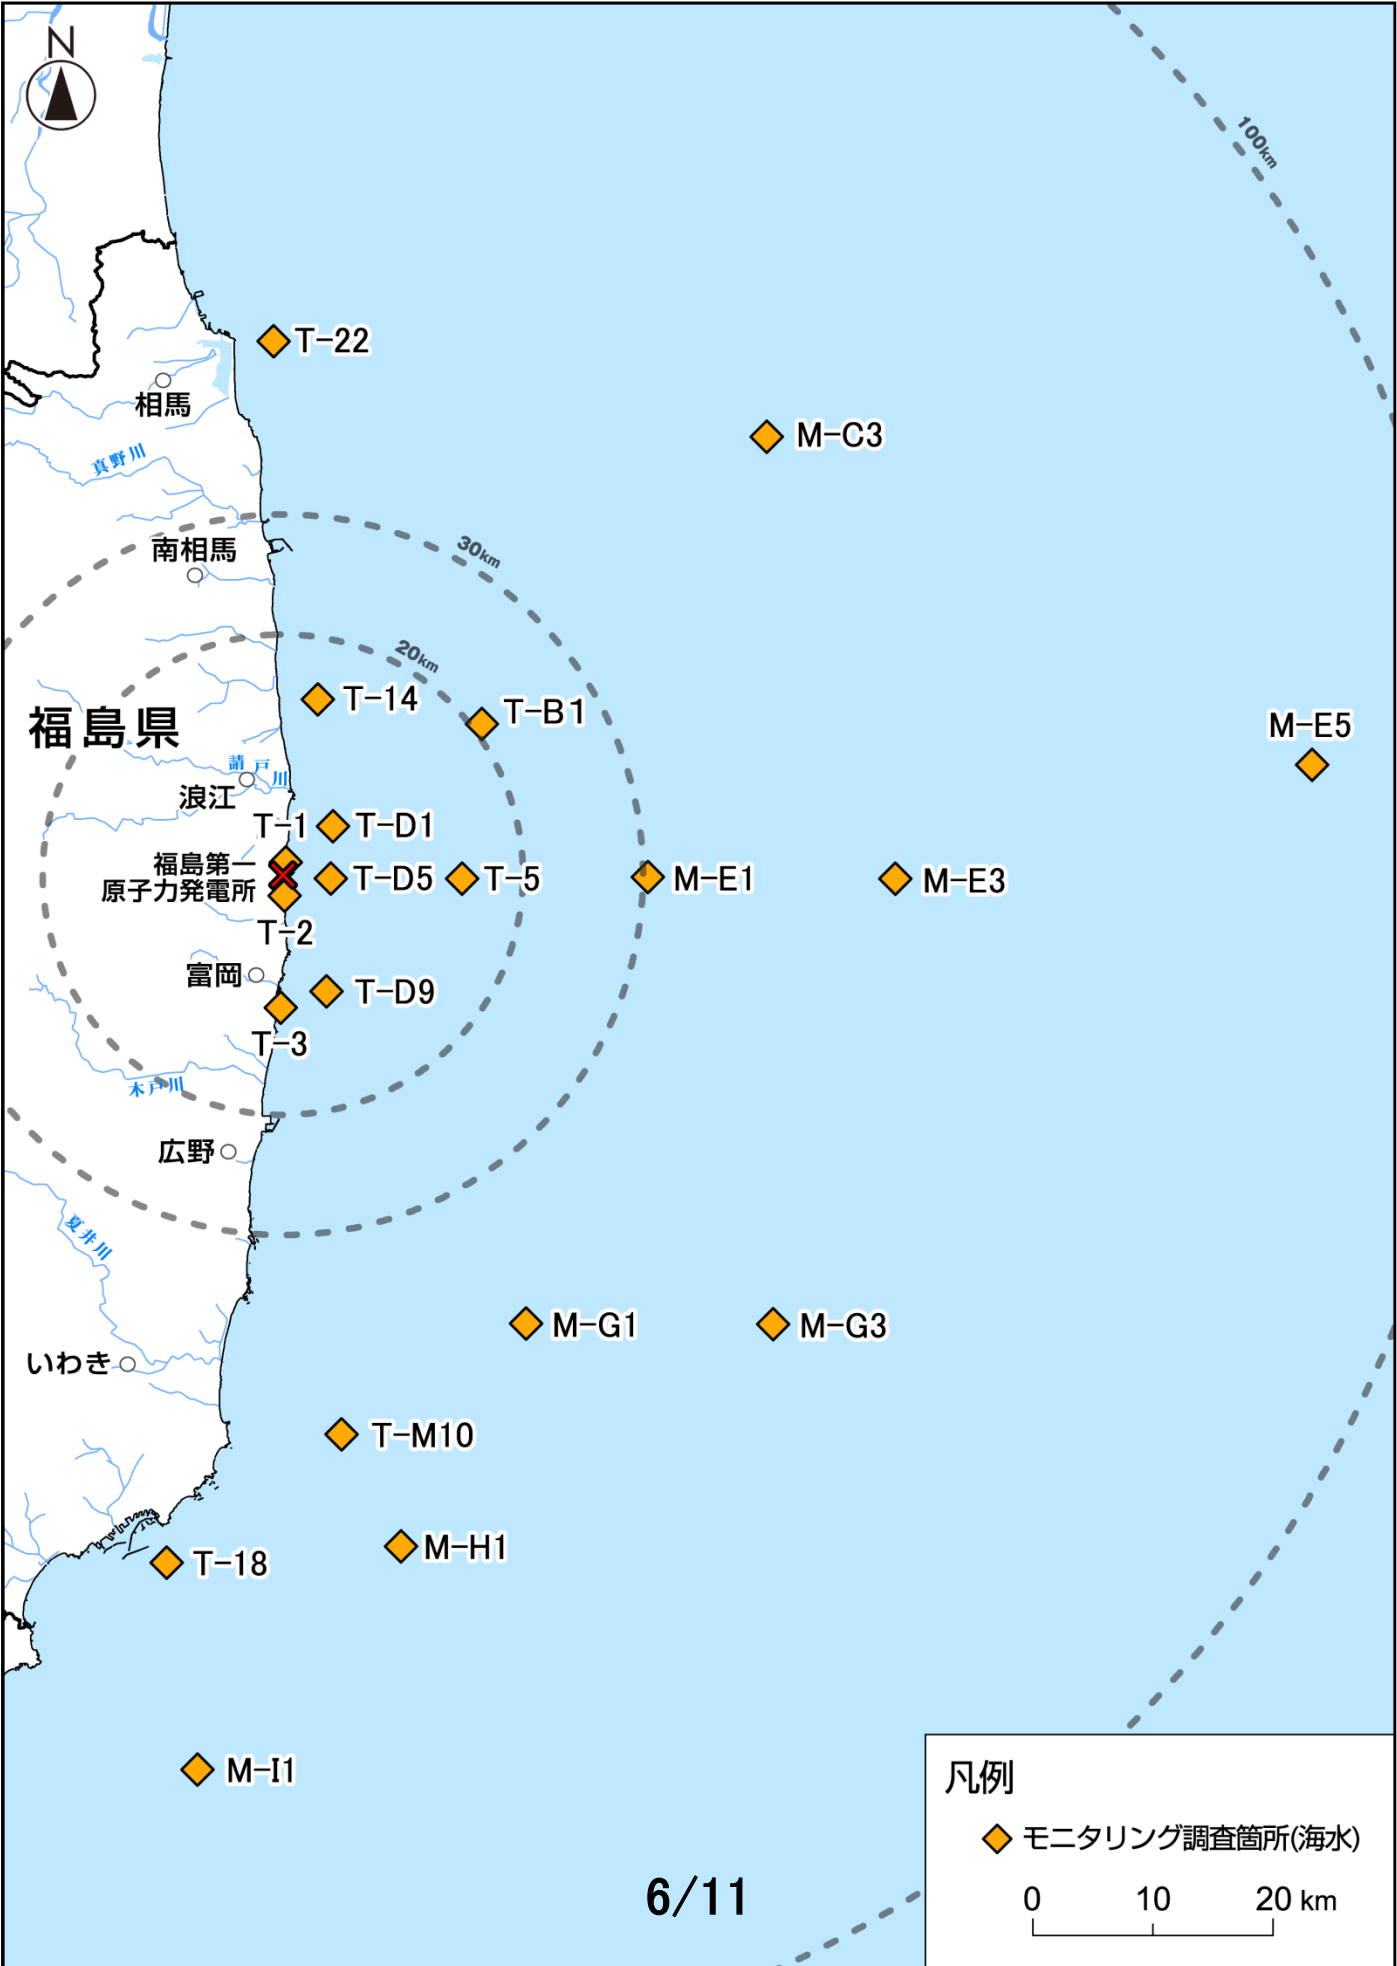 N
100km
T-22
相馬
M-C3
真野川
30km
南相馬
20km
T-14
T-B1
福島県
M-E5
請戸川
浪江
T-1
T-D1
福島第一
原子力発電所
T-D5
T-5
M-E1
M-E3
T-2
富岡
T-D9
T-3
木戸川
広野
夏井川
M-G1
M-G3
いわき
T-M10
M-H1
T-18
M-I1
凡例
モニタリング調査箇所(海水)
0 10 20 km
6/11